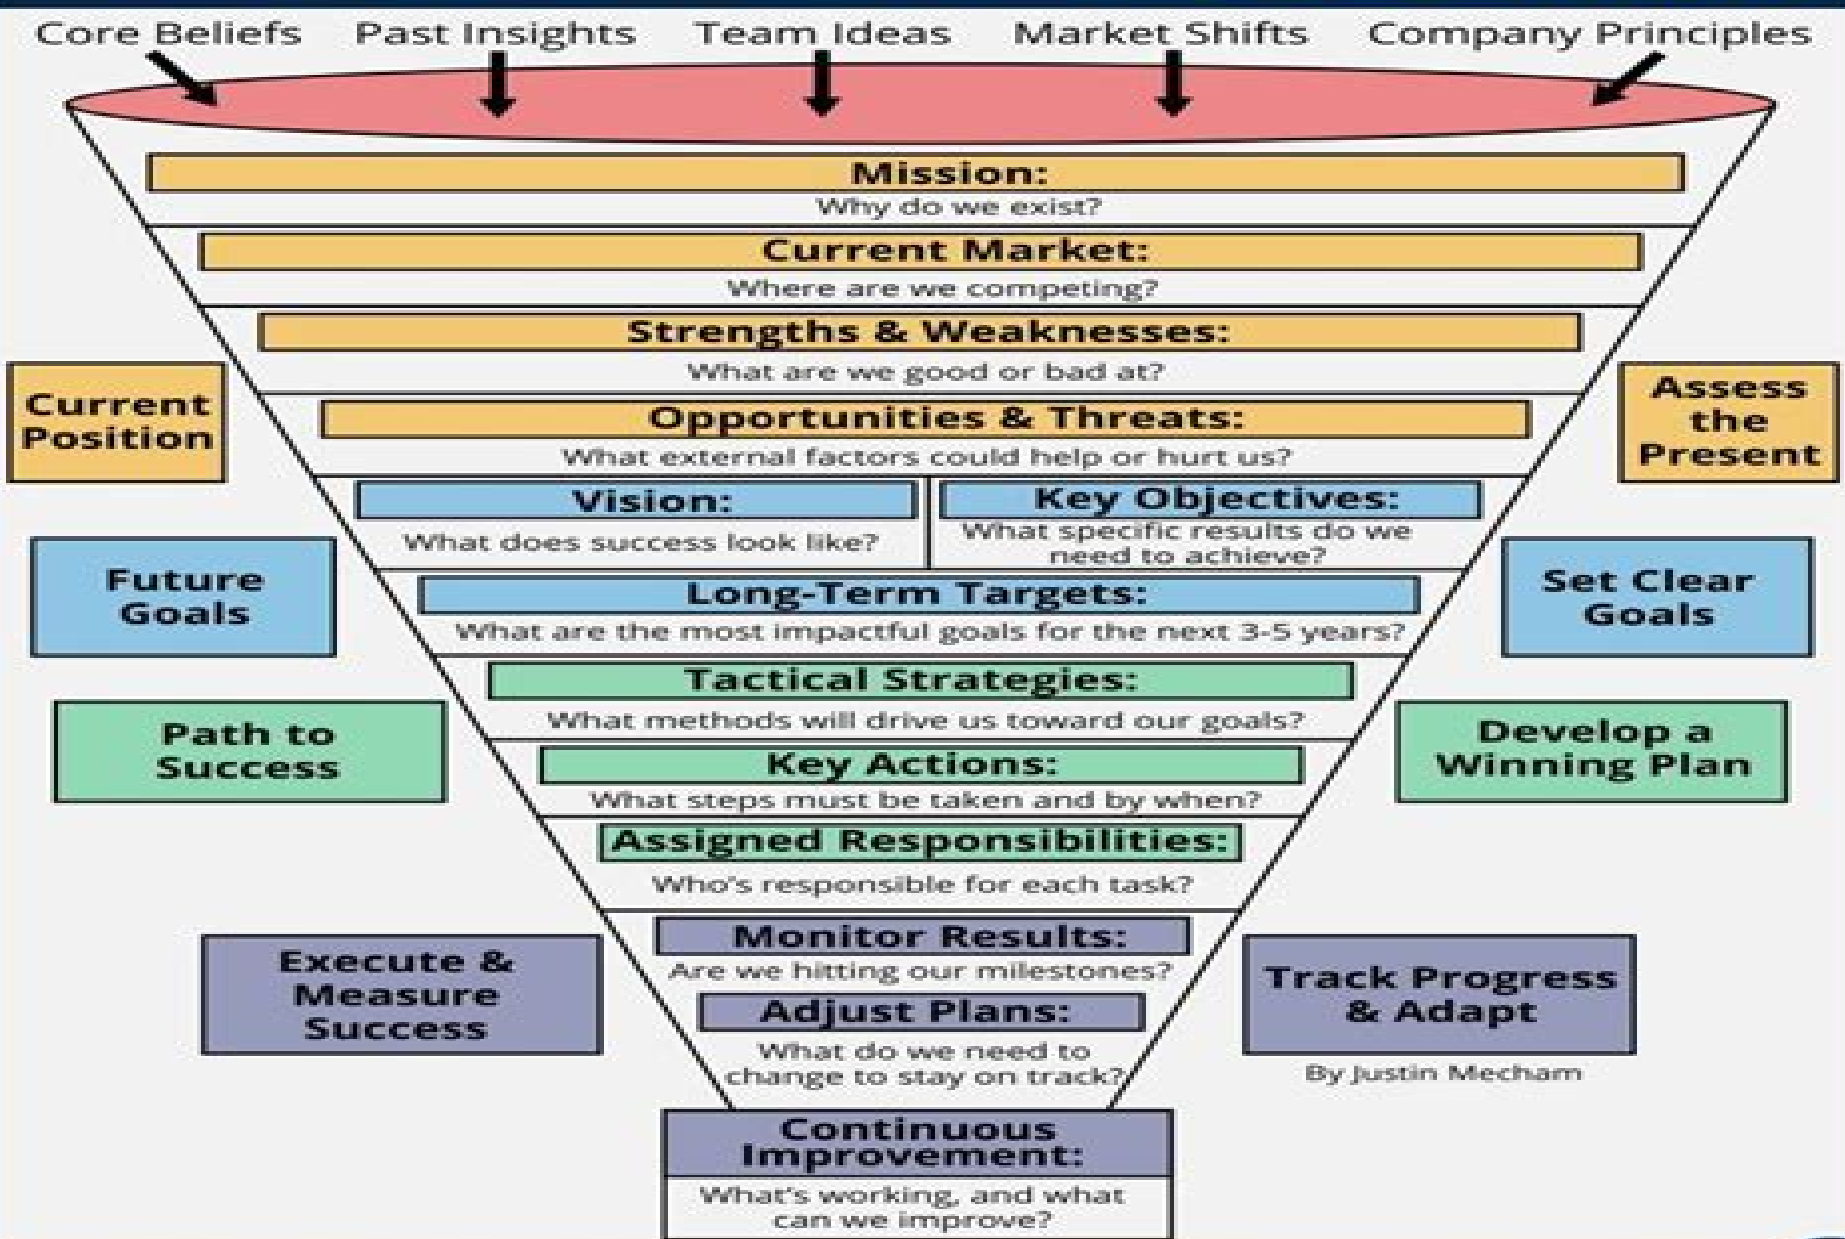 Core Beliefs Past Insights Team Ideas Market Shifts Company Principles
Mission:
Why do we exist?
Current Market:
Where are we competing?
Strengths & Weaknesses:
What are we good or bad at?
Current
Position
Assess
the
Present
Opportunities & Threats:
What external factors could help or hurt us?
Vision:
What does success look like?
Key Objectives:
What specific results do we
need to achieve?
Future
Goals
Set Clear
Goals
Long-Term Targets:
What are the most impactful goals for the next 3-5 years?
Tactical Strategies:
What methods will drive us toward our goals?
Path to
Success
Develop a
Winning Plan
Key Actions:
What steps must be taken and by when?
Assigned Responsibilities:
Who's responsible for each task?
Monitor Results:
Are we hitting our milestones?
Execute &
Measure
Success
Track Progress
& Adapt
Adjust Plans:
What do we need to
change to stay on track?
By Justin Mecham
Continuous
Improvement:
What's working, and what
can we improve?